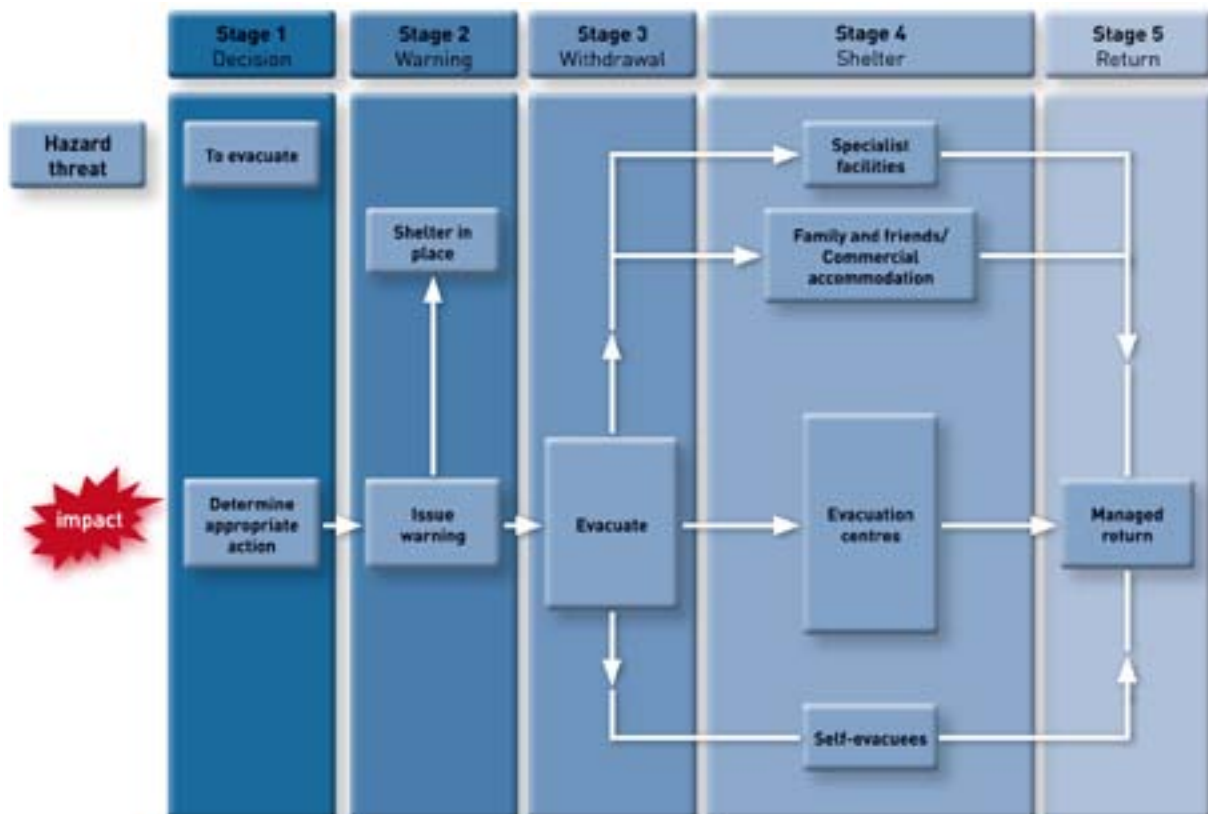 Stage 1
Decision
Stage 2
Warning
Stage 3
Withdrawal
Stage 4
Shelter
Stage 5
Return
Hazard
threat
To evacuate
Specialist
facilities
Shelter in
place
Family and friends/
Commercial
accommodation
impact
Determine
appropriate
action
Issue
warning
Evacuate
Evacuation
centres
Managed
return
Self-evacuees